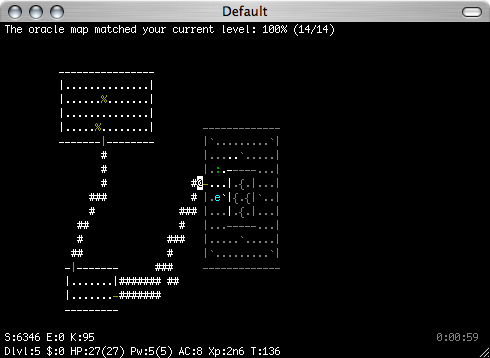 Default
The oracle map matched your current level: 100% (14/14)
S:6346 E:0 K:95
0:00:59
Dlvl:5 $:0 HP:27(27) Pw:5(5) AC:8 Xp:2n6 T:136